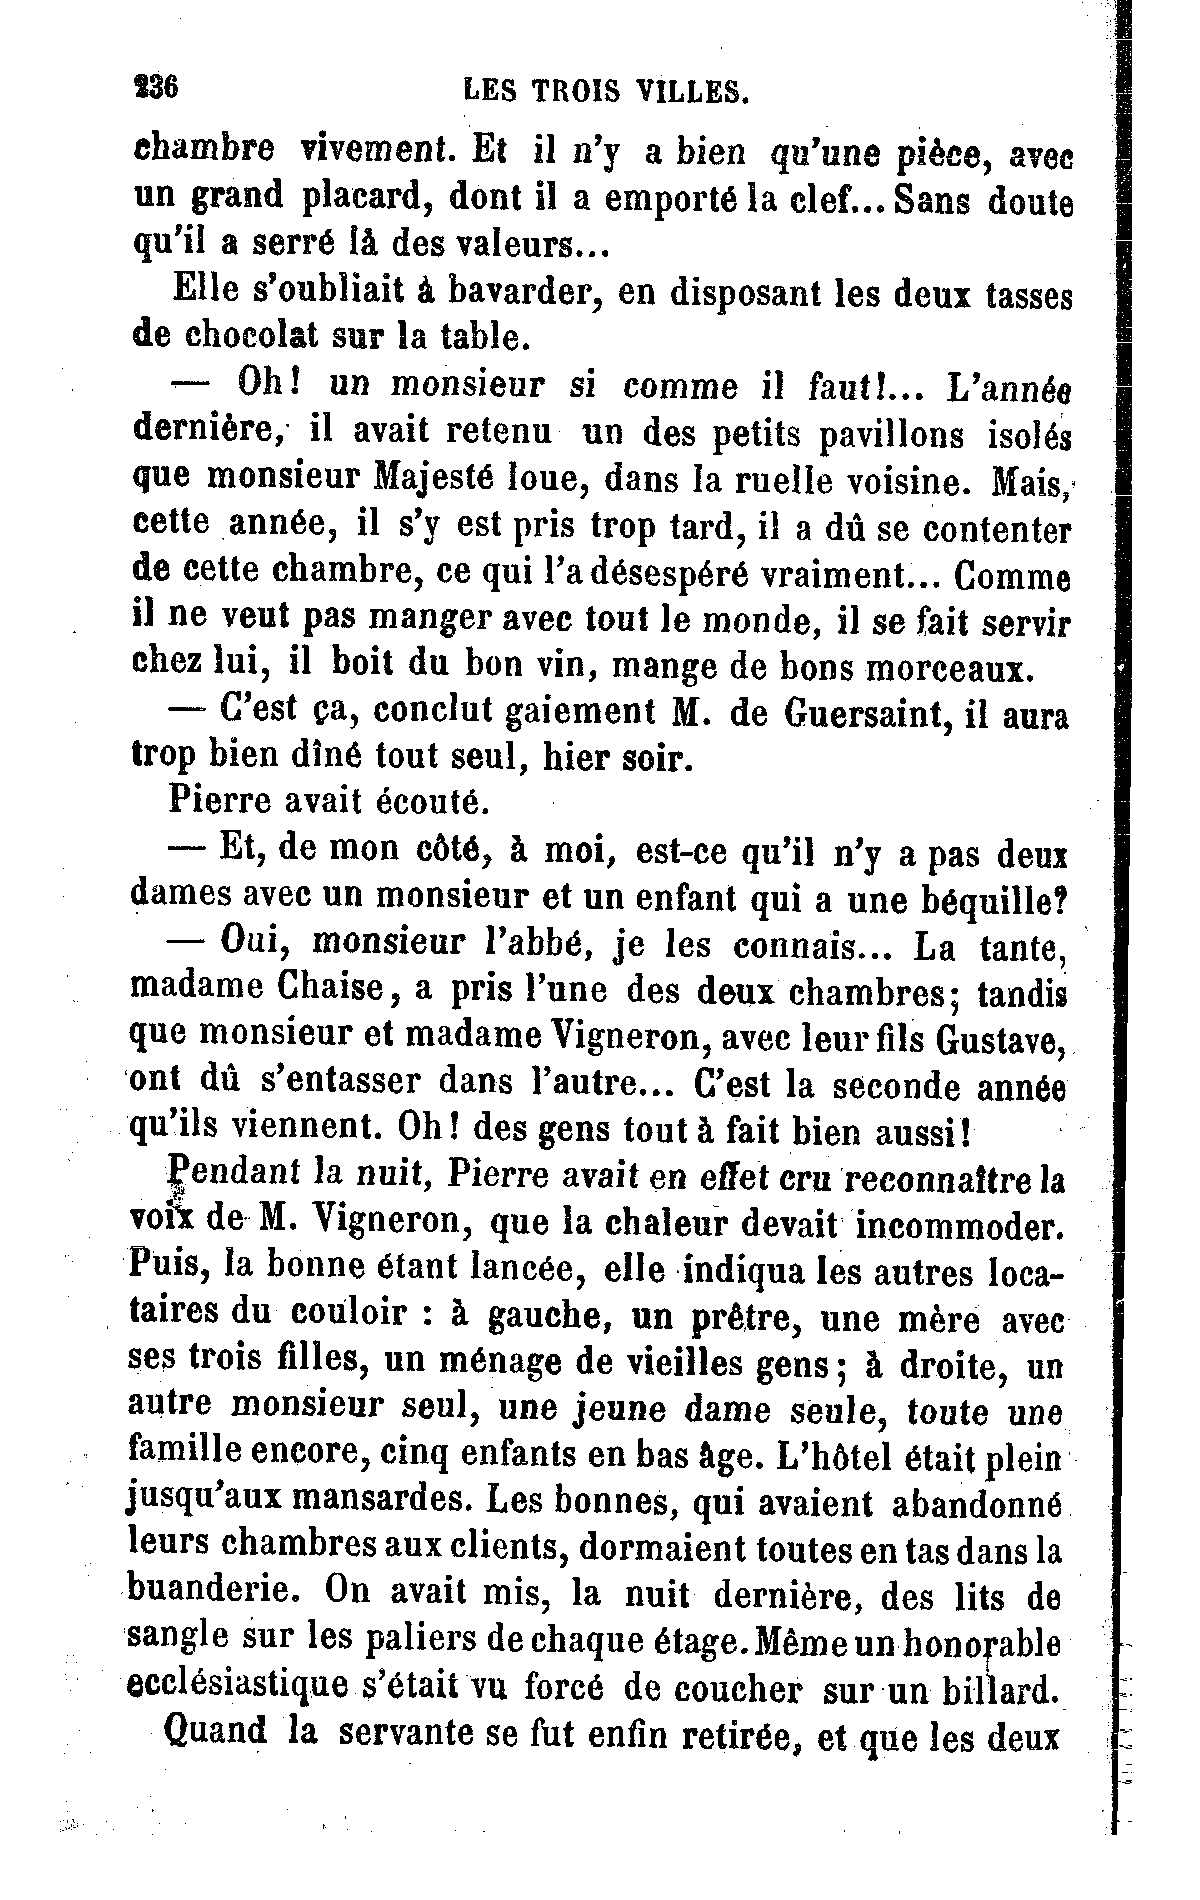 236 LES TROIS VILLES.
chambre vivement. Et il n'y a bien qu'une pièce, avec
un grand placard, dont il a emporté la clef... Sans doute
qu'il a serré là des valeurs...
Elle s'oubliait à bavarder, en disposant les deux tasses
de chocolat sur la table.
— Oh! un monsieur si comme il faut!... L'année
dernière, il avait retenu un des petits pavillons isolés
que monsieur Majesté loue, dans la ruelle voisine. Mais,
cette année, il s'y est pris trop tard, il a dû se contenter
de cette chambre, ce qui l'a désespéré vraiment... Comme
il ne veut pas manger avec tout le monde, il se fait servir
chez lui, il boit du bon vin, mange de bons morceaux.
— C'est ça, conclut gaiement M. de Guersaint, il aura
trop bien dîné tout seul, hier soir.
Pierre avait écouté.
— Et, de mon côté, à moi, est-ce qu'il n'y a pas deux
dames avec un monsieur et un enfant qui a une béquille?
— Oui, monsieur l'abbé, je les connais... La tante,
madame Chaise, a pris l'une des deux chambres; tandis
que monsieur et madame Vigneron, avec leur fils Gustave,
ont dû s'entasser dans l'autre... C'est la seconde année
qu'ils viennent. Oh! des gens tout à fait bien aussi!
Pendant la nuit, Pierre avait en effet cru reconnaître la
voix de M. Vigneron, que la chaleur devait incommoder.
Puis, la bonne étant lancée, elle indiqua les autres loca-
taires du couloir : à gauche, un prêtre, une mère avec
ses trois filles, un ménage de vieilles gens; à droite, un
autre monsieur seul, une jeune dame seule, toute une
famille encore, cinq enfants en bas âge. L'hôtel était plein
jusqu'aux mansardes. Les bonnes, qui avaient abandonné
leurs chambres aux clients, dormaient toutes en tas dans la
buanderie. On avait mis, la nuit dernière, des lits de
sangle sur les paliers de chaque étage. Même un honorable
ecclésiastique s'était vu forcé de coucher sur un billard.
Quand la servante se fut enfin retirée, et que les deux